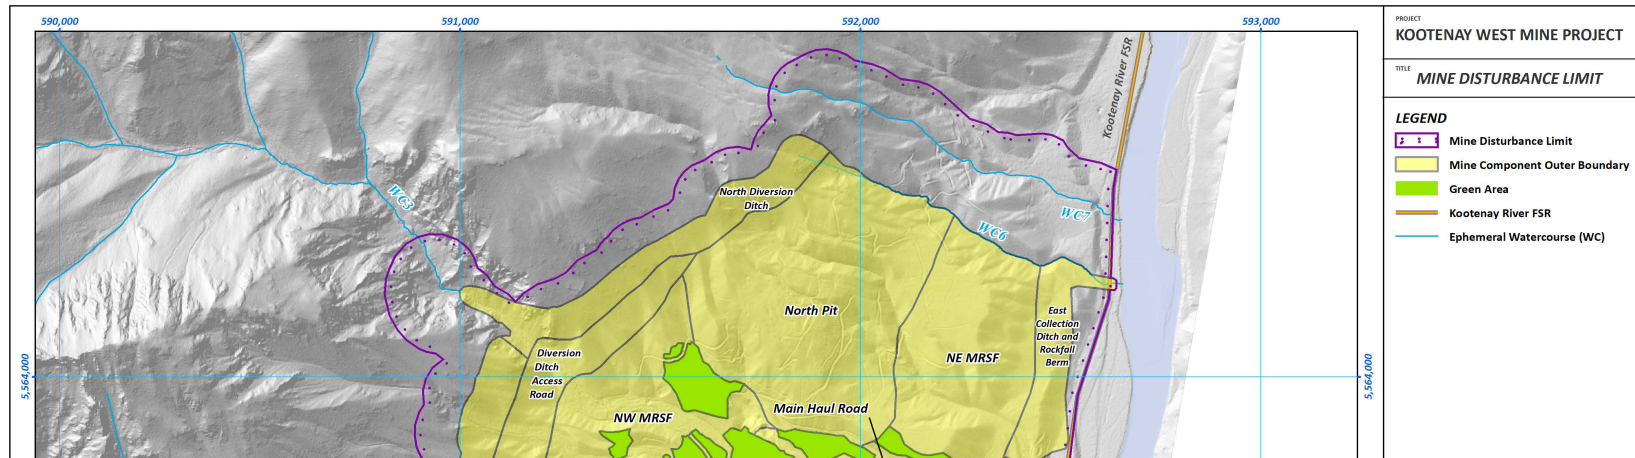 590,000
591,000
592,000
593,000
PROJECT
KOOTENAY WEST MINE PROJECT
TITLE
MINE DISTURBANCE LIMIT
LEGEND
Mine Disturbance Limit
Mine Component Outer Boundary
Green Area
Kootenay River FSR
Ephemeral Watercourse (WC)
Kootenay River FSR
WC3
North Diversion
Ditch
WC7
WC6
North Pit
East
Collection
Ditch and
Rockfall
Berm
NE MRSF
Diversion
Ditch
Access
Road
5,564,000
5,564,000
NW MRSF
Main Haul Road